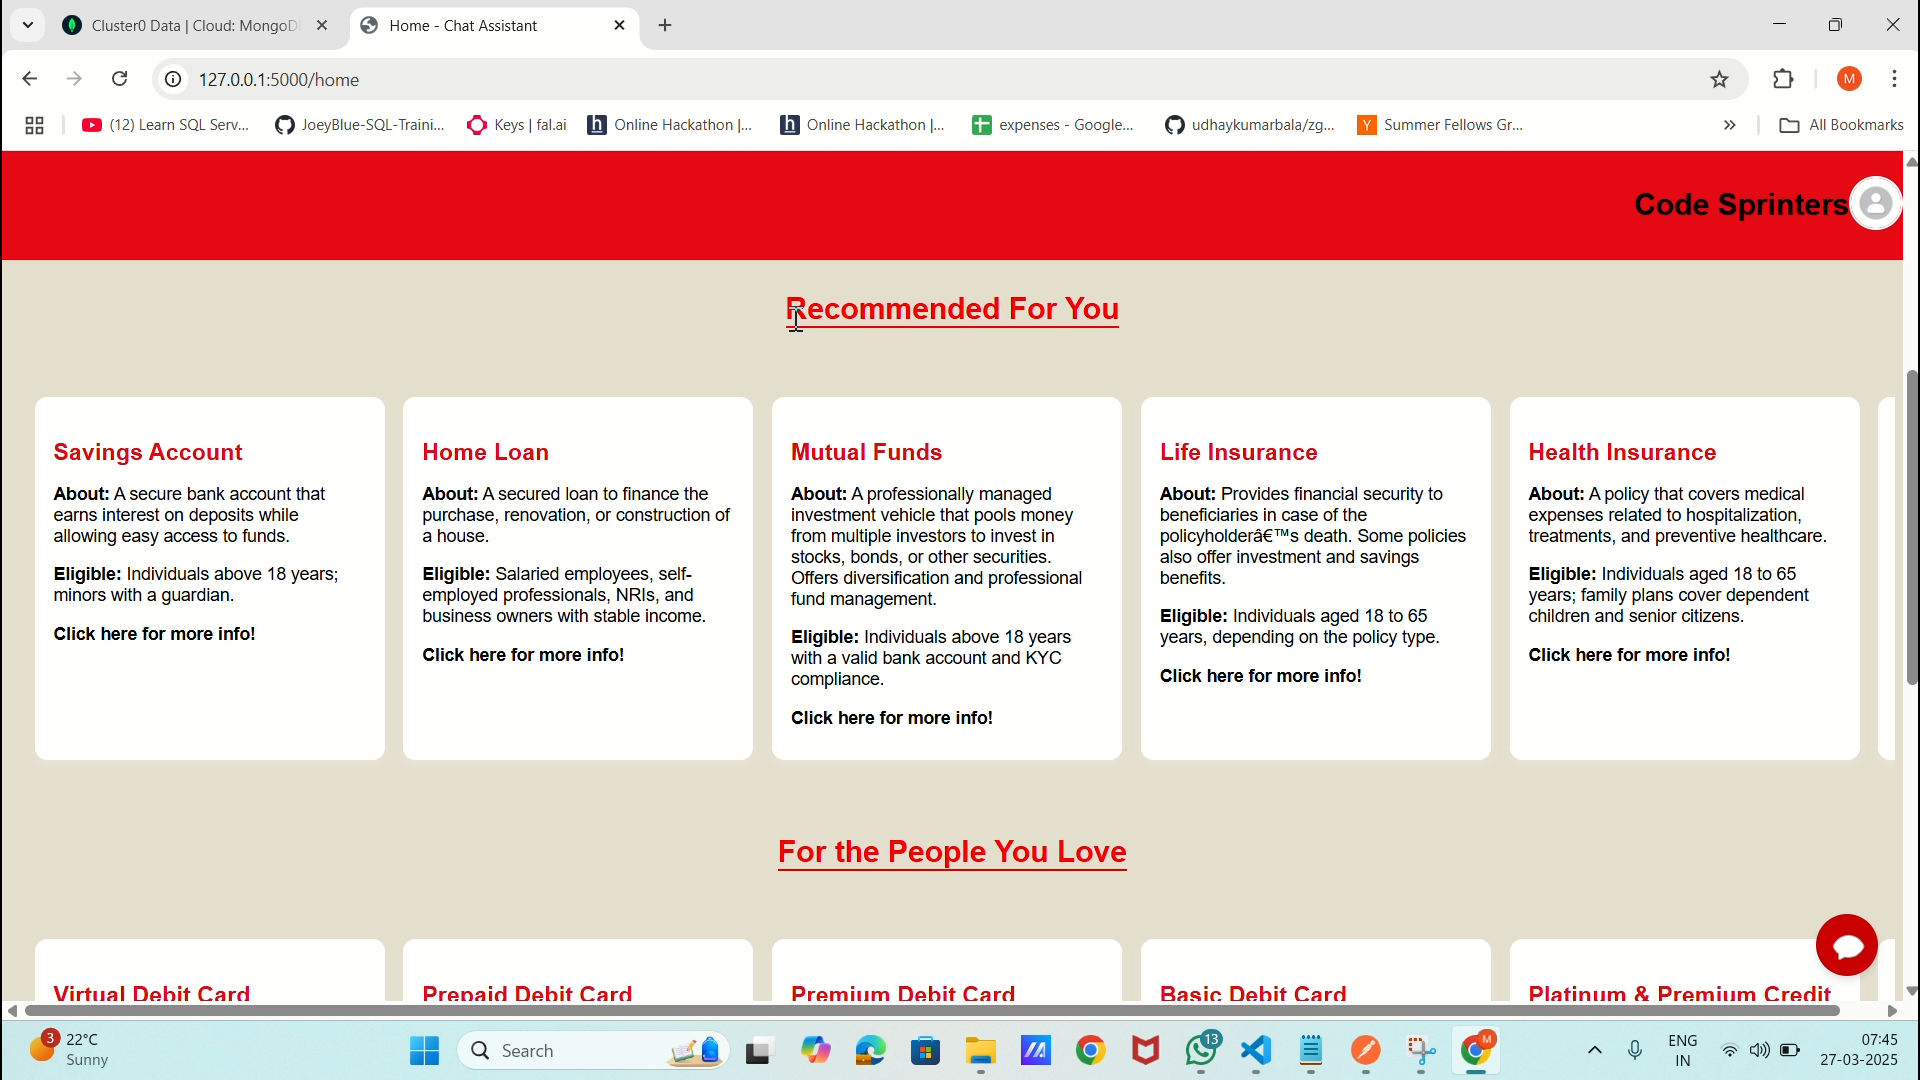 Cluster0 Data | Cloud: MongoD
Home - Chat Assistant
127.0.0.1:5000/home
M
(12) Learn SQL Serv...
JoeyBlue-SQL-Traini...
Keys | fal.ai
Online Hackathon |...
Online Hackathon |...
expenses - Google...
udhaykumarbala/zg...
Summer Fellows Gr...
All Bookmarks
Code Sprinters
Recommended For You
Savings Account
About: A secure bank account that
earns interest on deposits while
allowing easy access to funds.
Eligible: Individuals above 18 years;
minors with a guardian.
Click here for more info!
Home Loan
About: A secured loan to finance the
purchase, renovation, or construction of
a house.
Eligible: Salaried employees, self-
employed professionals, NRIs, and
business owners with stable income.
Click here for more info!
Mutual Funds
About: A professionally managed
investment vehicle that pools money
from multiple investors to invest in
stocks, bonds, or other securities.
Offers diversification and professional
fund management.
Eligible: Individuals above 18 years
with a valid bank account and KYC
compliance.
Click here for more info!
Life Insurance
About: Provides financial security to
beneficiaries in case of the
policyholderâ€™s death. Some policies
also offer investment and savings
benefits.
Eligible: Individuals aged 18 to 65
years, depending on the policy type.
Click here for more info!
Health Insurance
About: A policy that covers medical
expenses related to hospitalization,
treatments, and preventive healthcare.
Eligible: Individuals aged 18 to 65
years; family plans cover dependent
children and senior citizens.
Click here for more info!
For the People You Love
Virtual Debit Card
Prepaid Debit Card
Premium Debit Card
Basic Debit Card
Platinum & Premium Credit
3
22°C
Sunny
Search
13
M
ENG
IN
07:45
27-03-2025